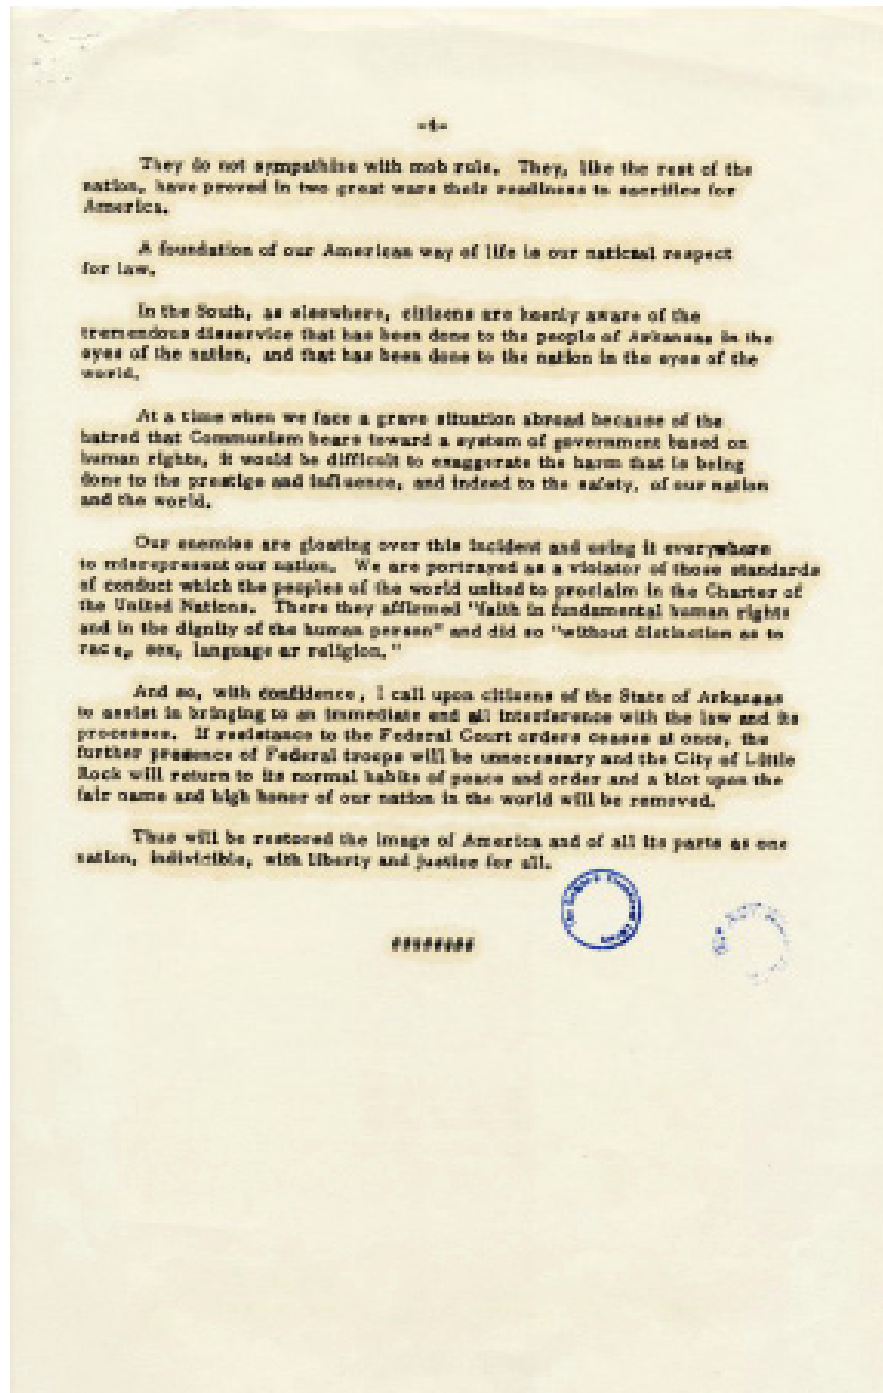 -4-
They do not sympathize with mob rule. They, like the rest of the
nation, have proved in two great wars their readiness to sacrifice for
America.
A foundation of our American way of life is our national respect
for law.
In the South, as elsewhere, citizens are keenly aware of the
tremendous disservice that has been done to the people of Arkansas in the
eyes of the nation, and that has been done to the nation in the eyes of the
world.
At a time when we face a grave situation abroad because of the
hatred that Communism bears toward a system of government based on
human rights, it would be difficult to exaggerate the harm that is being
done to the prestige and influence, and indeed to the safety, of our nation
and the world.
Our enemies are gloating over this incident and using it everywhere
to misrepresent our nation. We are portrayed as a violator of those standards
of conduct which the peoples of the world united to proclaim in the Charter of
the United Nations. There they affirmed "faith in fundamental human rights
and in the dignity of the human person" and did so "without distinction as to
race, sex, language or religion."
And so, with confidence, I call upon citizens of the State of Arkansas
to assist in bringing to an immediate end all interference with the law and its
processes. If resistance to the Federal Court orders ceases at once, the
further presence of Federal troops will be unnecessary and the City of Little
Rock will return to its normal habits of peace and order and a blot upon the
fair name and high honor of our nation in the world will be removed.
Thus will be restored the image of America and of all its parts as one
nation, indivisible, with liberty and justice for all.
########